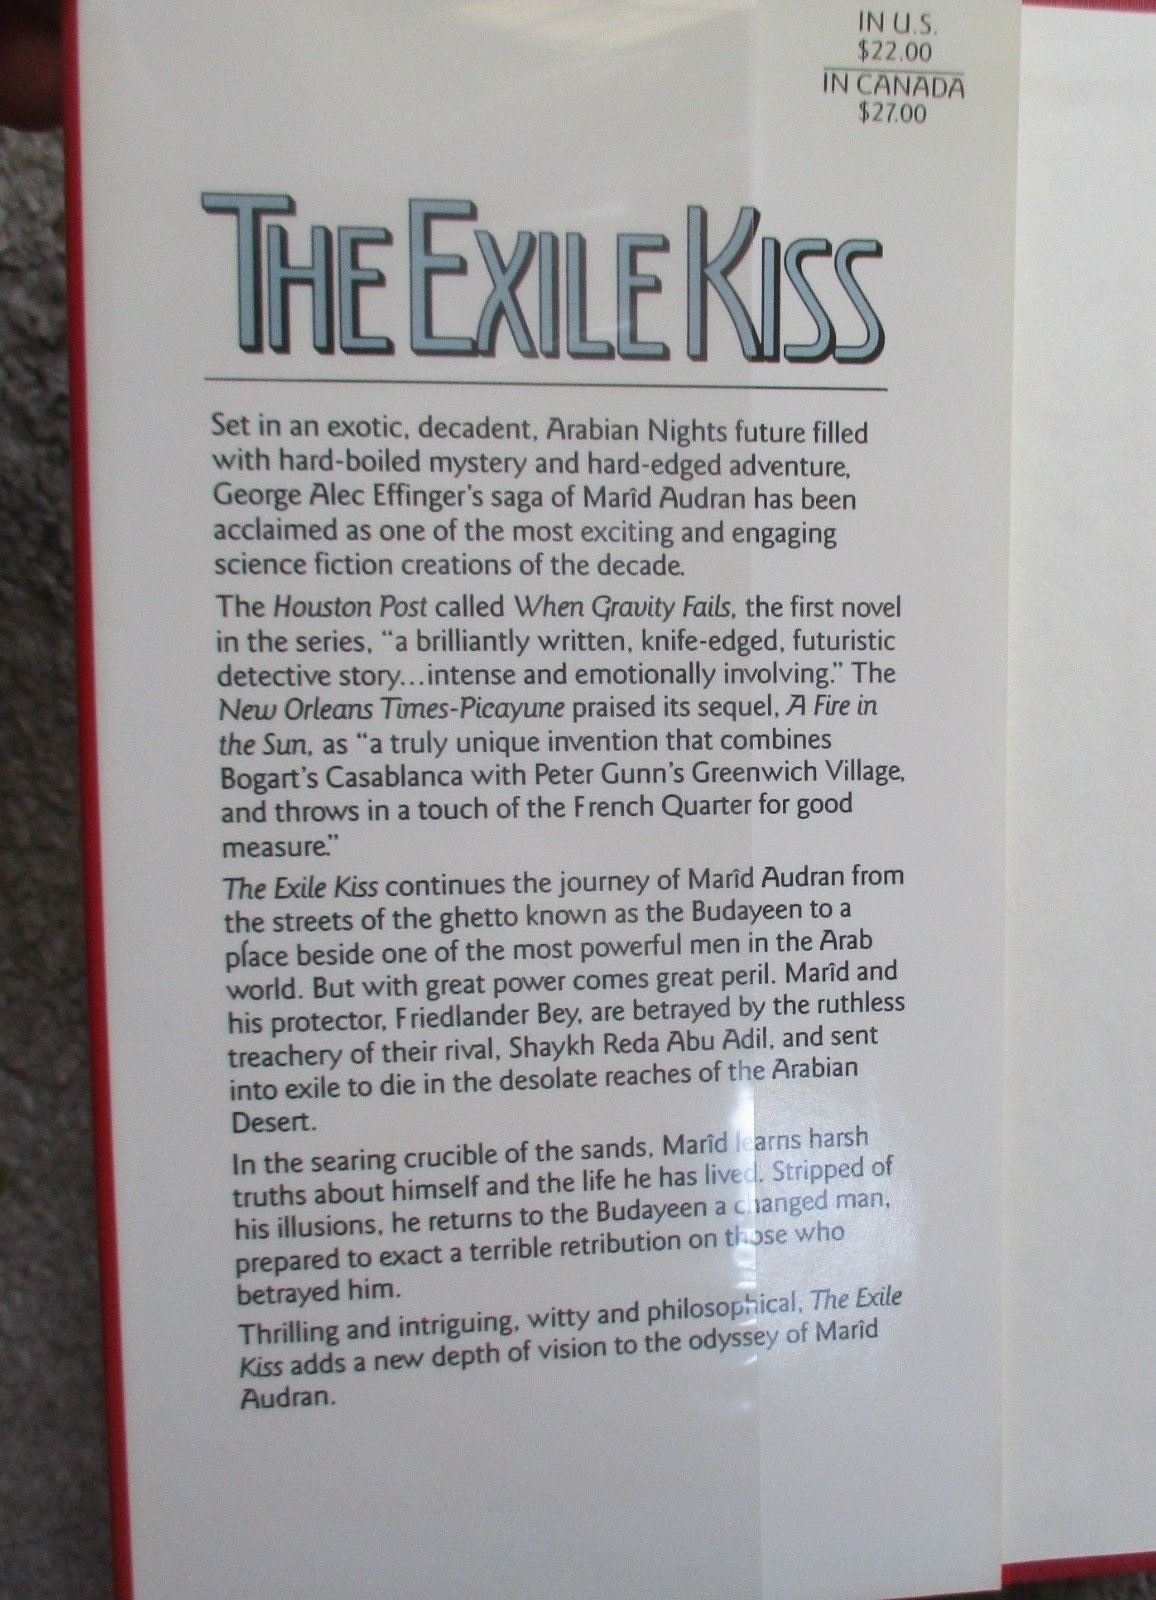 IN U.S.
$22.00
IN CANADA
$27.00
THE EXILE KISS
Set in an exotic, decadent, Arabian Nights future filled
with hard-boiled mystery and hard-edged adventure,
George Alec Effinger's saga of Marîd Audran has been
acclaimed as one of the most exciting and engaging
science fiction creations of the decade.
The Houston Post called When Gravity Fails, the first novel
in the series, “a brilliantly written, knife-edged, futuristic
detective story...intense and emotionally involving.” The
New Orleans Times-Picayune praised its sequel, A Fire in
the Sun, as “a truly unique invention that combines
Bogart's Casablanca with Peter Gunn's Greenwich Village,
and throws in a touch of the French Quarter for good
measure.”
The Exile Kiss continues the journey of Marîd Audran from
the streets of the ghetto known as the Budayeen to a
place beside one of the most powerful men in the Arab
world. But with great power comes great peril. Marîd and
his protector, Friedlander Bey, are betrayed by the ruthless
treachery of their rival, Shaykh Reda Abu Adil, and sent
into exile to die in the desolate reaches of the Arabian
Desert.
In the searing crucible of the sands, Marîd learns harsh
truths about himself and the life he has lived. Stripped of
his illusions, he returns to the Budayeen a changed man,
prepared to exact a terrible retribution on those who
betrayed him.
Thrilling and intriguing, witty and philosophical, The Exile
Kiss adds a new depth of vision to the odyssey of Marîd
Audran.